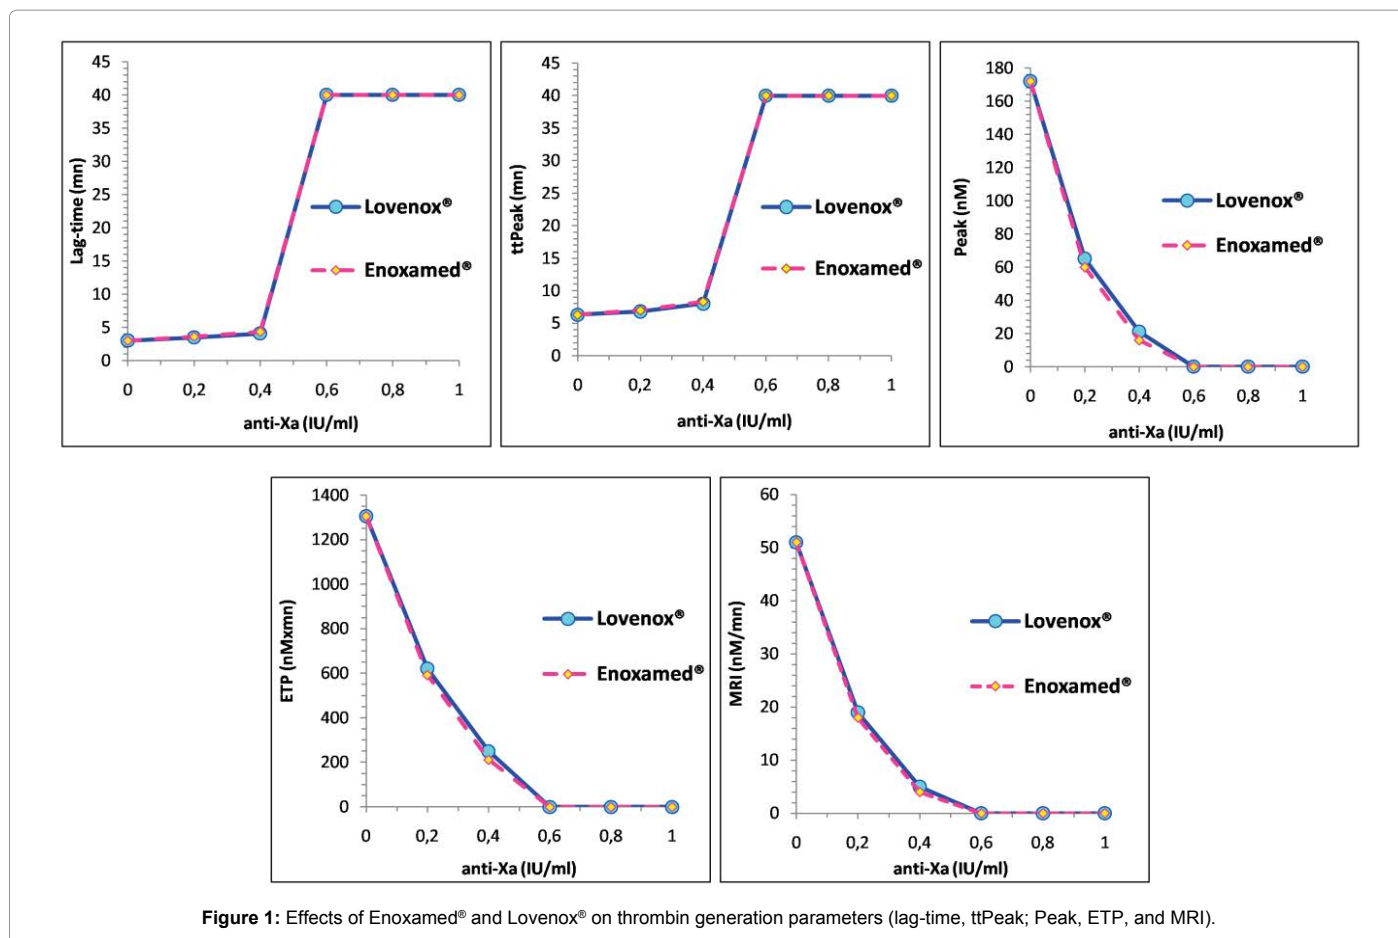 45
40
35
30
25
20
15
10
5
0
Lag-time (mn)
Lovenox®
Enoxamed®
0 0,2 0,4 0,6 0,8 1
anti-Xa (IU/ml)
45
40
35
30
25
20
15
10
5
0
ttPeak (mn)
Lovenox®
Enoxamed®
0 0,2 0,4 0,6 0,8 1
anti-Xa (IU/ml)
180
160
140
120
100
80
60
40
20
0
Peak (nM)
Lovenox®
Enoxamed®
0 0,2 0,4 0,6 0,8 1
anti-Xa (IU/ml)
1400
1200
1000
800
600
400
200
0
ETP (nMxmn)
Lovenox®
Enoxamed®
0 0,2 0,4 0,6 0,8 1
anti-Xa (IU/ml)
60
50
40
30
20
10
0
MRI (nM/mn)
Lovenox®
Enoxamed®
0 0,2 0,4 0,6 0,8 1
anti-Xa (IU/ml)
Figure 1: Effects of Enoxamed® and Lovenox® on thrombin generation parameters (lag-time, ttPeak; Peak, ETP, and MRI).